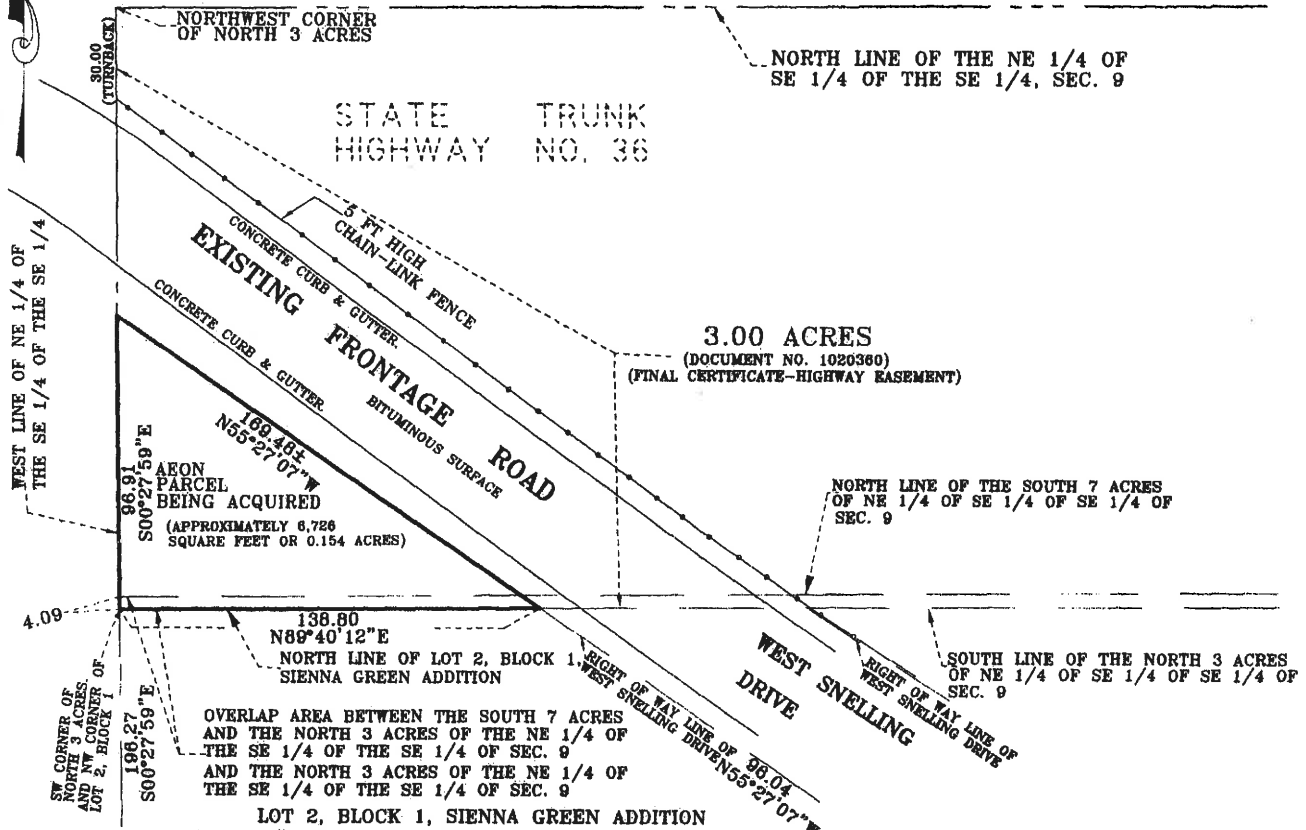 NORTHWEST CORNER
OF NORTH 3 ACRES
30.00
(TURNBACK)
NORTH LINE OF THE NE 1/4 OF
SE 1/4 OF THE SE 1/4, SEC. 9
STATE TRUNK
HIGHWAY NO. 36
5 FT HIGH
CHAIN-LINK FENCE
CONCRETE CURB & GUTTER
EXISTING FRONTAGE ROAD
CONCRETE CURB & GUTTER
BITUMINOUS SURFACE
WEST LINE OF NE 1/4 OF
THE SE 1/4 OF THE SE 1/4
3.00 ACRES
(DOCUMENT NO. 1020360)
(FINAL CERTIFICATE-HIGHWAY EASEMENT)
169.46±
N55°27'07"W
96.91
S00°27'59"E
AEON
PARCEL
BEING ACQUIRED
(APPROXIMATELY 6,726
SQUARE FEET OR 0.154 ACRES)
NORTH LINE OF THE SOUTH 7 ACRES
OF NE 1/4 OF SE 1/4 OF SE 1/4 OF
SEC. 9
4.09
138.80
N89°40'12"E
NORTH LINE OF LOT 2, BLOCK 1,
SIENNA GREEN ADDITION
RIGHT OF WAY LINE OF
WEST SNELLING DRIVE
WEST SNELLING
DRIVE
RIGHT OF WAY LINE OF
WEST SNELLING DRIVE
SOUTH LINE OF THE NORTH 3 ACRES
OF NE 1/4 OF SE 1/4 OF SE 1/4 OF
SEC. 9
SW CORNER OF
NORTH 3 ACRES.
AND NW CORNER OF
LOT 2, BLOCK 1
196.27
S00°27'59"E
OVERLAP AREA BETWEEN THE SOUTH 7 ACRES
AND THE NORTH 3 ACRES OF THE NE 1/4 OF
THE SE 1/4 OF THE SE 1/4 OF SEC. 9
AND THE NORTH 3 ACRES OF THE NE 1/4 OF
THE SE 1/4 OF THE SE 1/4 OF SEC. 9
96.04
N55°27'07"W
LOT 2, BLOCK 1, SIENNA GREEN ADDITION